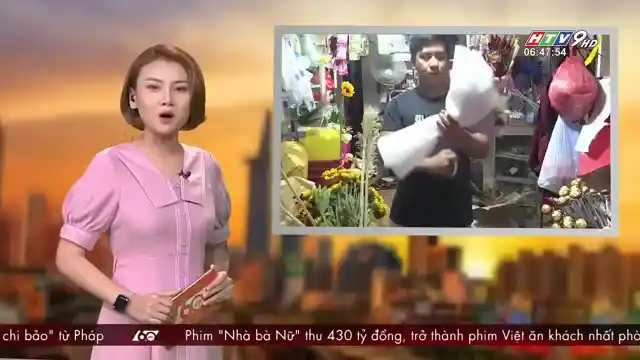 HTV9 HD
06:47:54
chi bảo" từ Pháp 60 Phim "Nhà bà Nữ" thu 430 tỷ đồng, trở thành phim Việt ăn khách nhất